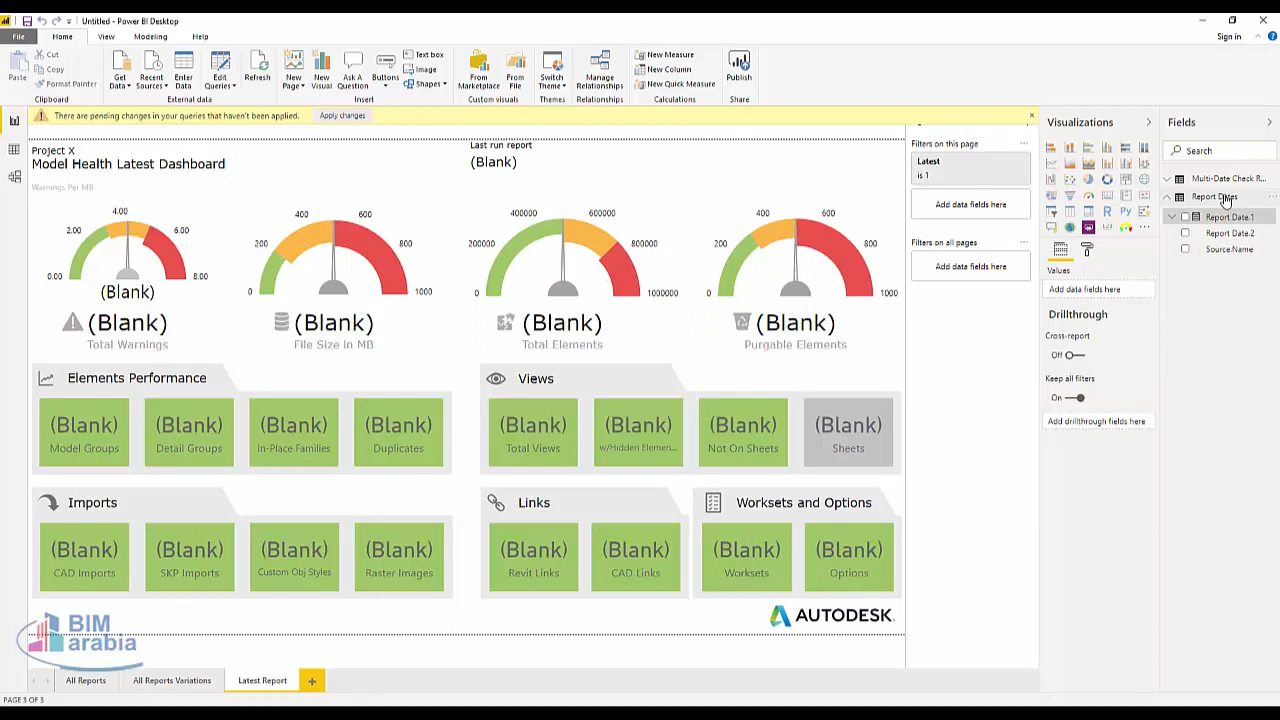 Untitled - Power BI Desktop
File
Home
View
Modeling
Help
Sign in
Paste
Cut
Copy
Format Painter
Clipboard
Get Data
Recent Sources
Enter Data
Edit Queries
Refresh
External data
New Page
New Visual
Ask A Question
Buttons
Text box
Image
Shapes
Insert
From Marketplace
From File
Custom visuals
Switch Theme
Themes
Manage Relationships
Relationships
New Measure
New Column
New Quick Measure
Calculations
Publish
Share
There are pending changes in your queries that haven't been applied.
Apply changes
Project X
Model Health Latest Dashboard
Warnings Per MB
Last run report
(Blank)
0.00
2.00
4.00
6.00
8.00
(Blank)
(Blank)
Total Warnings
0
200
400
600
800
1000
(Blank)
File Size in MB
0
200000
400000
600000
800000
1000000
(Blank)
Total Elements
0
200
400
600
800
1000
(Blank)
Purgable Elements
Elements Performance
(Blank)
Model Groups
(Blank)
Detail Groups
(Blank)
In-Place Families
(Blank)
Duplicates
Views
(Blank)
Total Views
(Blank)
w/Hidden Elemen...
(Blank)
Not On Sheets
(Blank)
Sheets
Imports
(Blank)
CAD Imports
(Blank)
SKP Imports
(Blank)
Custom Obj Styles
(Blank)
Raster Images
Links
(Blank)
Revit Links
(Blank)
CAD Links
Worksets and Options
(Blank)
Worksets
(Blank)
Options
BIM
arabia
AUTODESK.
Filters on this page
Latest
is 1
Add data fields here
Filters on all pages
Add data fields here
Visualizations
Values
Add data fields here
Drillthrough
Cross-report
Off
Keep all filters
On
Add drillthrough fields here
Fields
Search
Multi-Date Check R...
Report Dates
Report Date.1
Report Date.2
Source.Name
All Reports
All Reports Variations
Latest Report
PAGE 3 OF 3